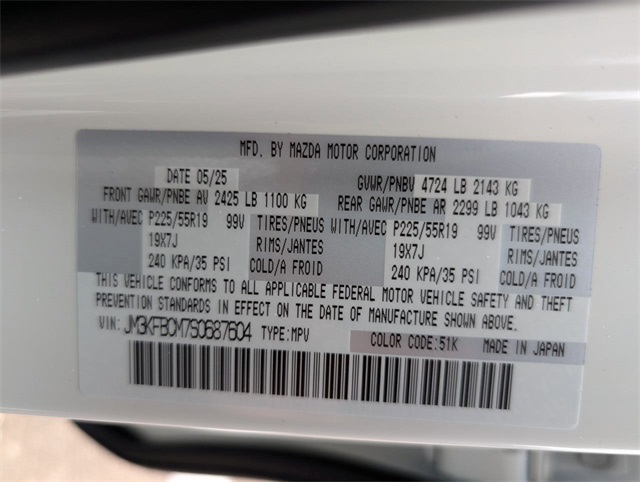 MFD. BY MAZDA MOTOR CORPORATION
DATE 05/25 GVWR/PNBV 4724 LB 2143 KG
FRONT GAWR/PNBE AV 2425 LB 1100 KG REAR GAWR/PNBE AR 2299 LB 1043 KG
WITH/AVEC P225/55R19 99V TIRES/PNEUS WITH/AVEC P225/55R19 99V TIRES/PNEUS
19X7J RIMS/JANTES 19X7J RIMS/JANTES
240 KPA/35 PSI COLD/A FROID 240 KPA/35 PSI COLD/A FROID
THIS VEHICLE CONFORMS TO ALL APPLICABLE FEDERAL MOTOR VEHICLE SAFETY AND THEFT
PREVENTION STANDARDS IN EFFECT ON THE DATE OF MANUFACTURE SHOWN ABOVE.
VIN: JM3KFBCM7S0687604 TYPE:MPV COLOR CODE:51K MADE IN JAPAN